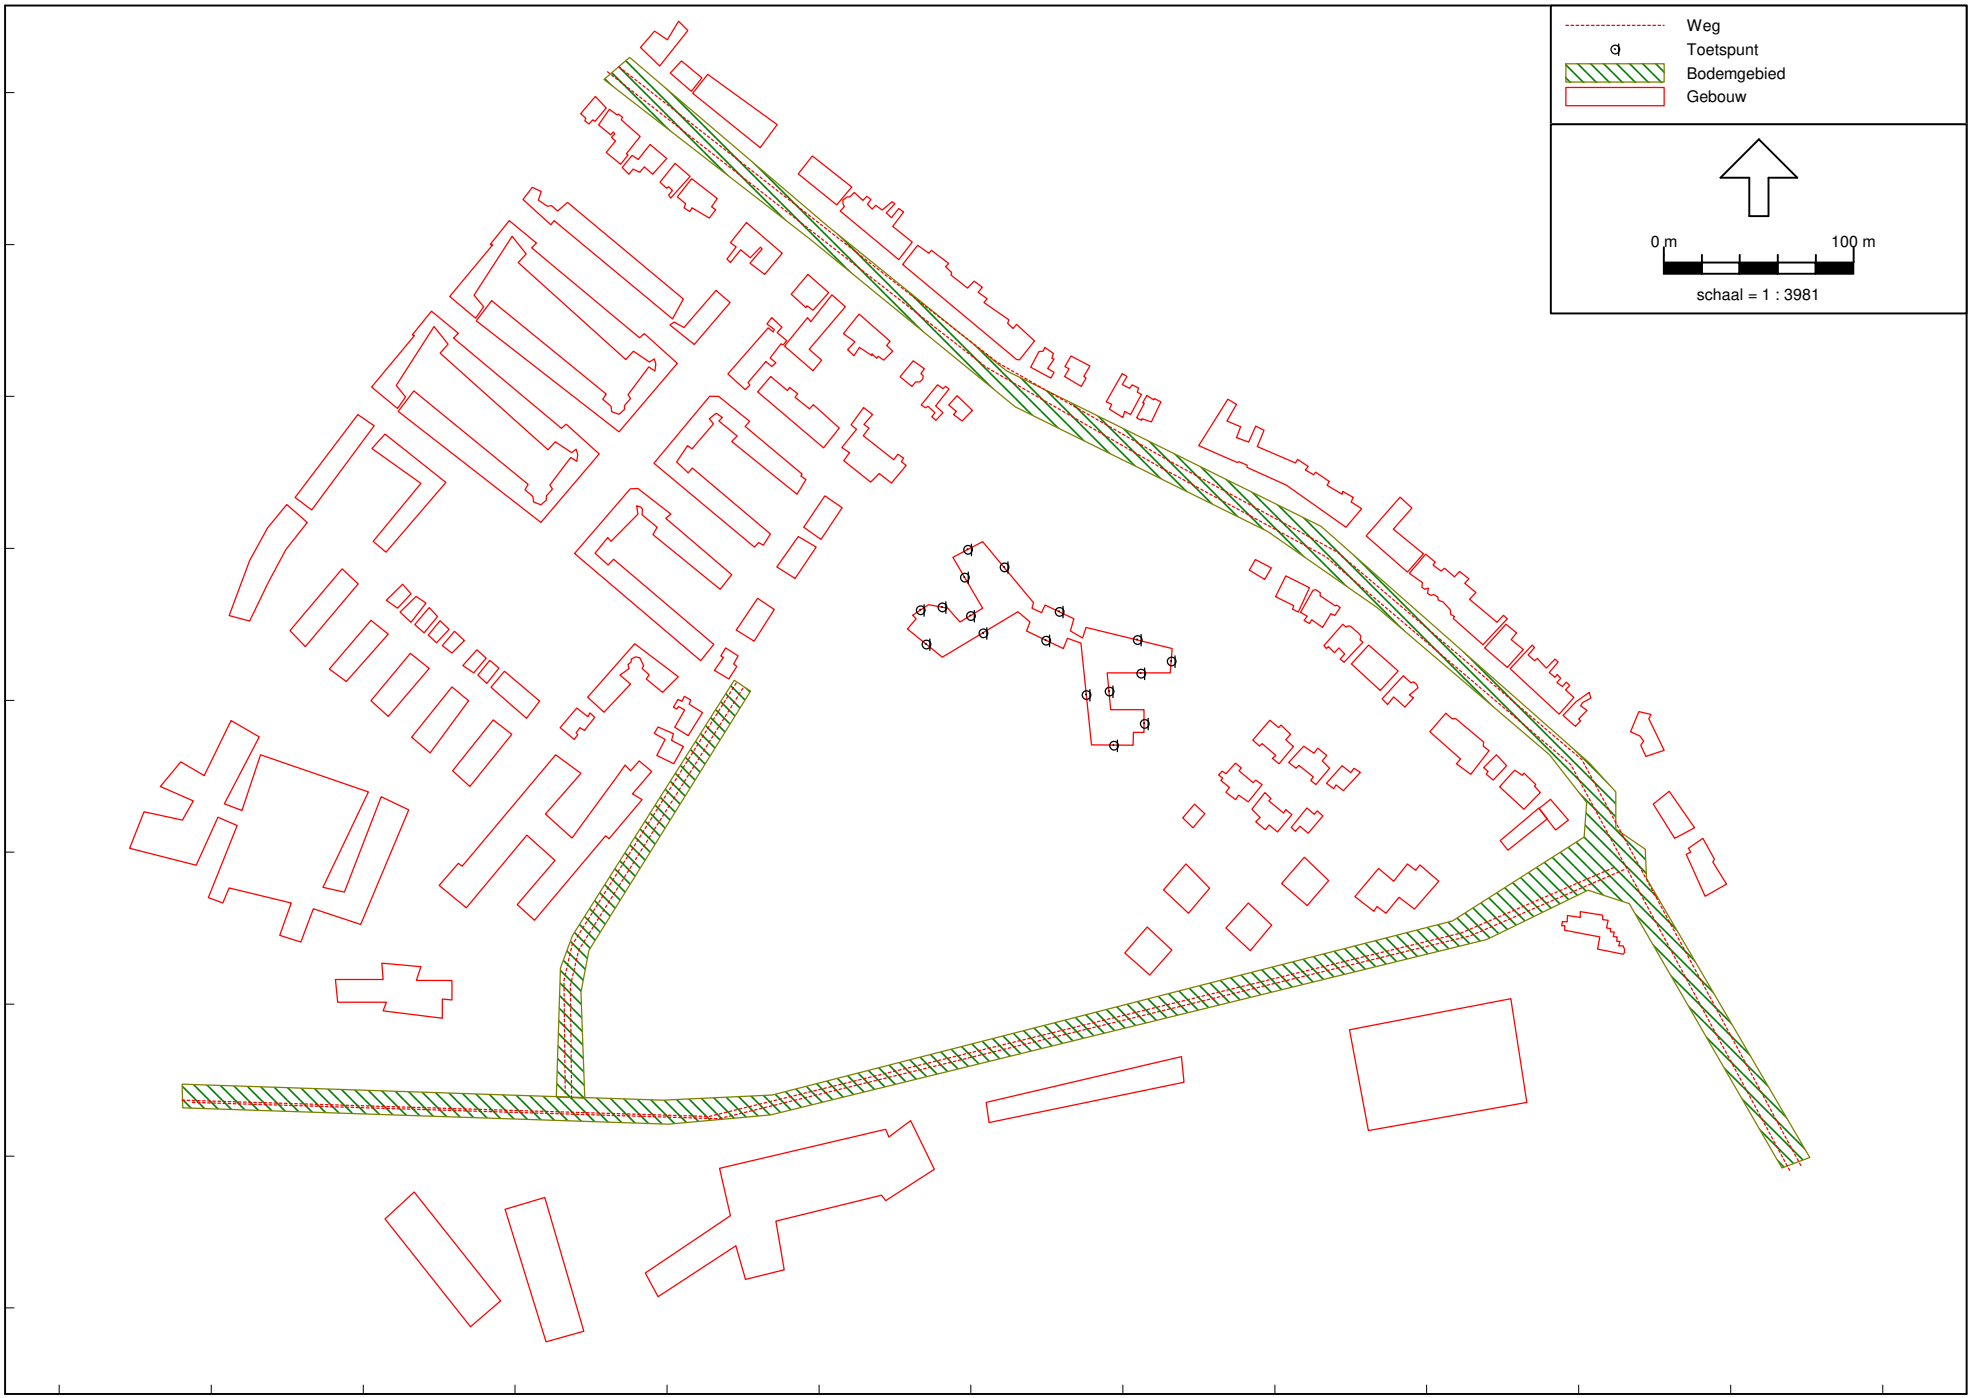 Weg
Toetspunt
Bodemgebied
Gebouw
0 m 100 m
schaal = 1 : 3981